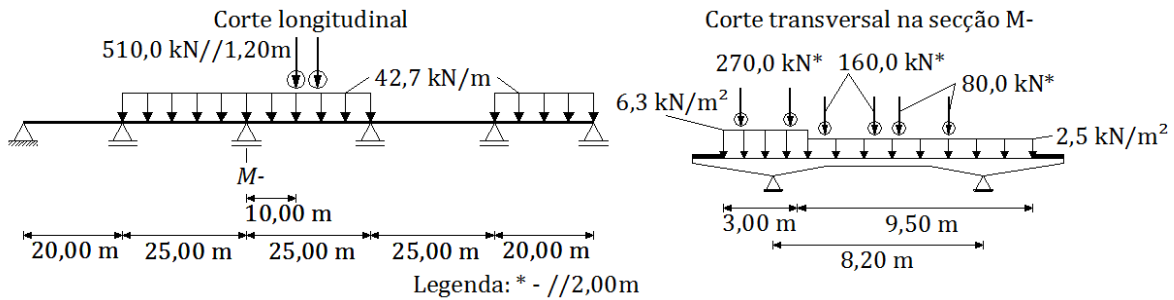 Corte longitudinal
510,0 kN//1,20m
42,7 kN/m
M-
10,00 m
20,00 m 25,00 m 25,00 m 25,00 m 20,00 m
Corte transversal na secção M-
270,0 kN* 160,0 kN*
80,0 kN*
6,3 kN/m²
2,5 kN/m²
3,00 m 9,50 m
8,20 m
Legenda: * - //2,00m